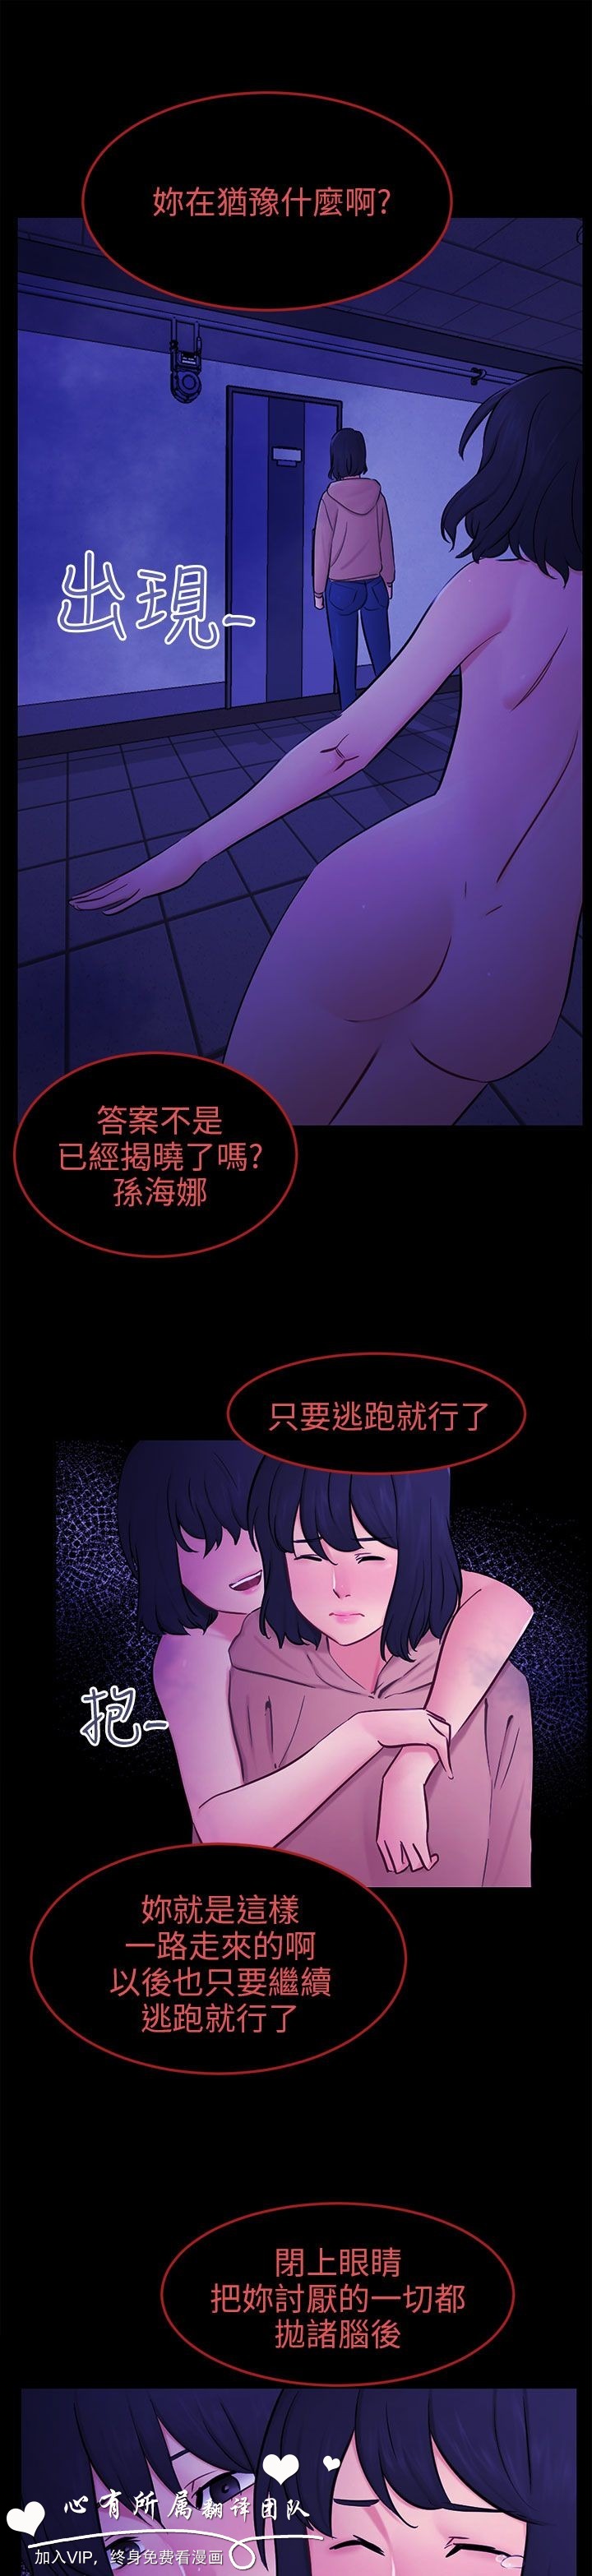 妳在猶豫什麼啊?
出現-
答案不是
已經揭曉了嗎?
孫海娜
只要逃跑就行了
抱-
妳就是這樣
一路走來的啊
以後也只要繼續
逃跑就行了
閉上眼睛
把妳討厭的一切都
拋諸腦後
心有所属翻译团队
加入VIP，终身免费看漫画